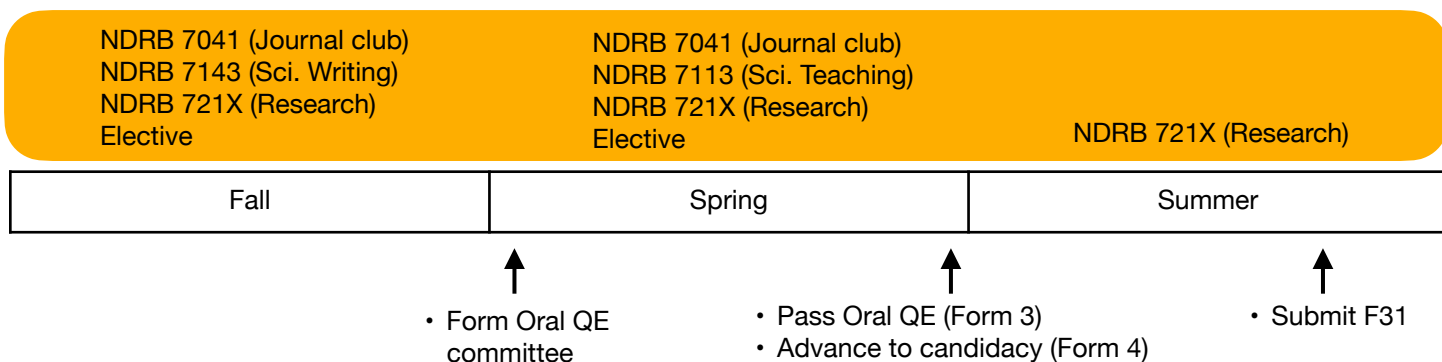 NDRB 7041 (Journal club)
NDRB 7143 (Sci. Writing)
NDRB 721X (Research)
Elective
NDRB 7041 (Journal club)
NDRB 7113 (Sci. Teaching)
NDRB 721X (Research)
Elective
NDRB 721X (Research)
Fall
Spring
Summer
• Form Oral QE
committee
• Pass Oral QE (Form 3)
• Advance to candidacy (Form 4)
• Submit F31